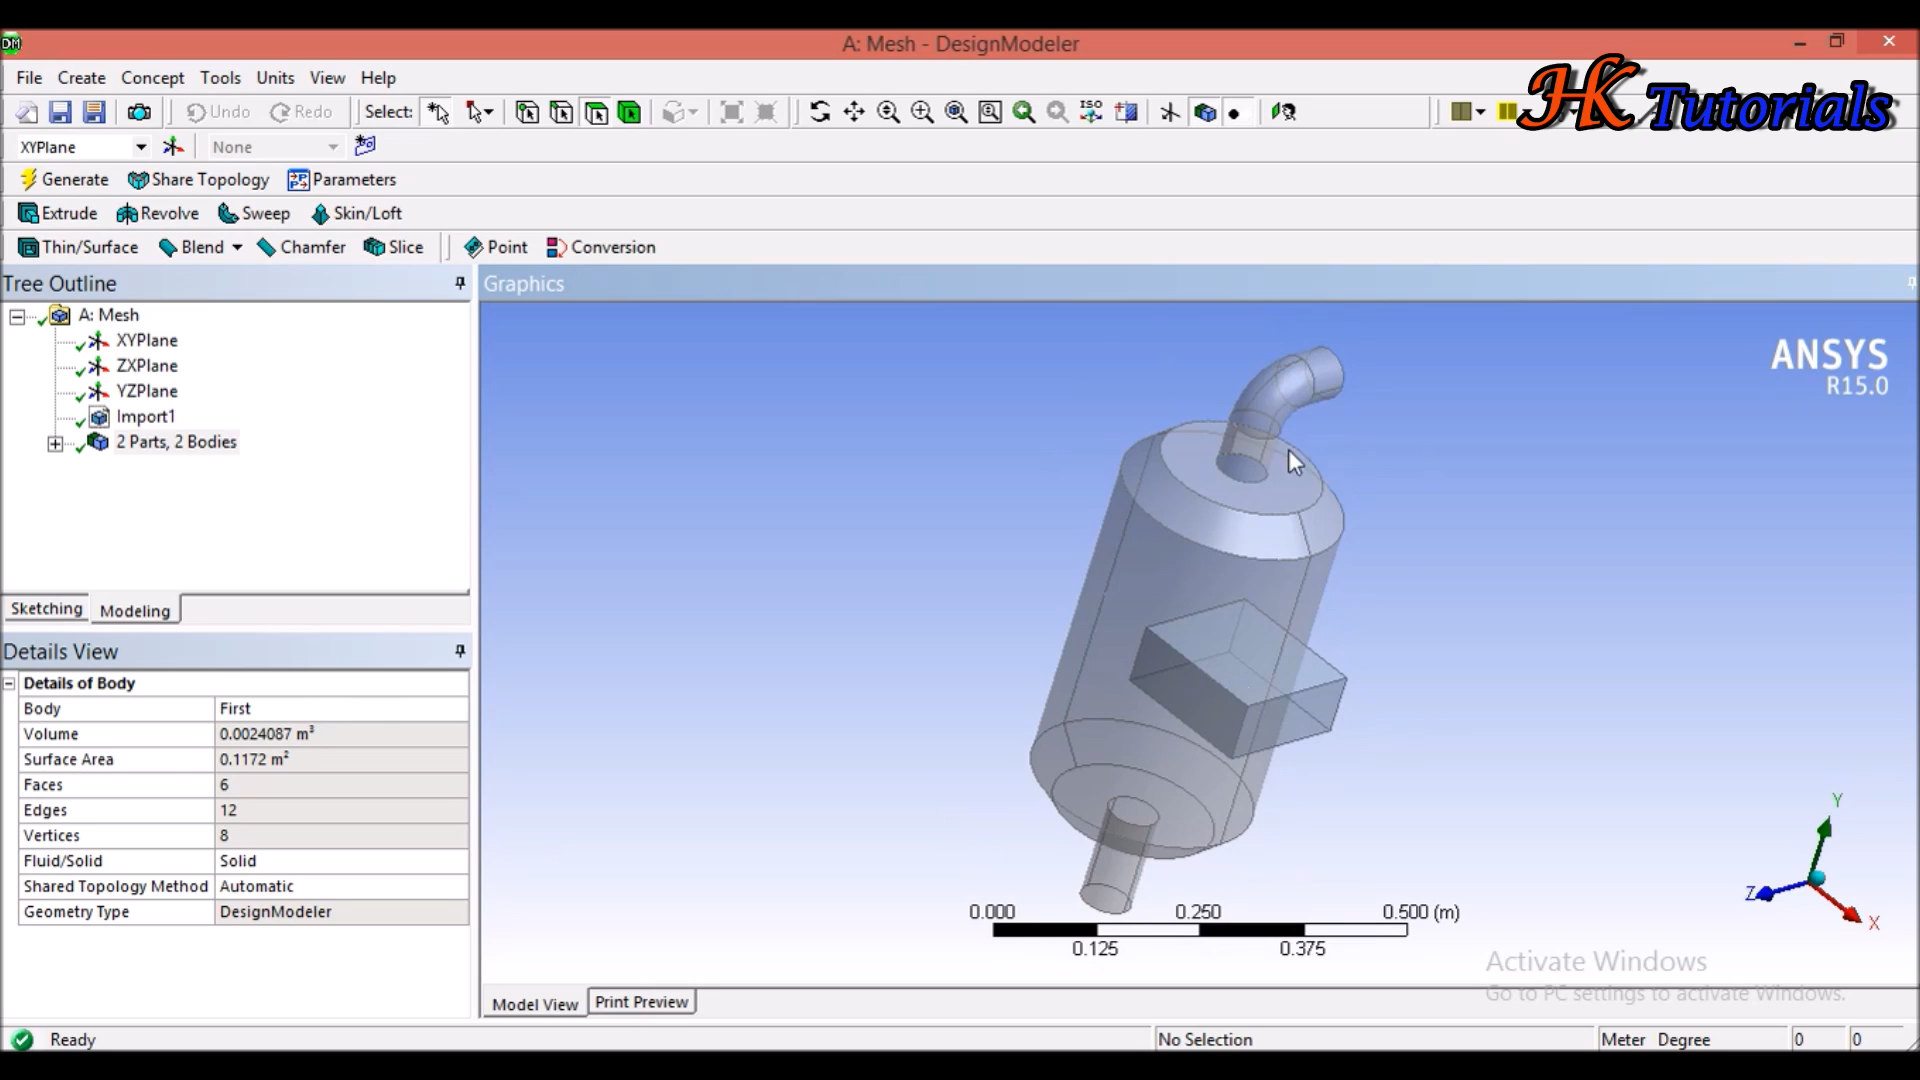 DM
A: Mesh - DesignModeler
File Create Concept Tools Units View Help
Undo Redo Select: ISO
HK Tutorials
XYPlane None
Generate Share Topology Parameters
Extrude Revolve Sweep Skin/Loft
Thin/Surface Blend Chamfer Slice Point Conversion
Tree Outline
Graphics
A: Mesh
XYPlane
ZXPlane
YZPlane
Import1
2 Parts, 2 Bodies
ANSYS
R15.0
Sketching Modeling
Details View
Details of Body
Body First
Volume 0.0024087 m³
Surface Area 0.1172 m²
Faces 6
Edges 12
Vertices 8
Fluid/Solid Solid
Shared Topology Method Automatic
Geometry Type DesignModeler
Y
Z
X
0.000 0.250 0.500 (m)
0.125 0.375
Activate Windows
Go to PC settings to activate Windows.
Model View Print Preview
Ready No Selection Meter Degree 0 0